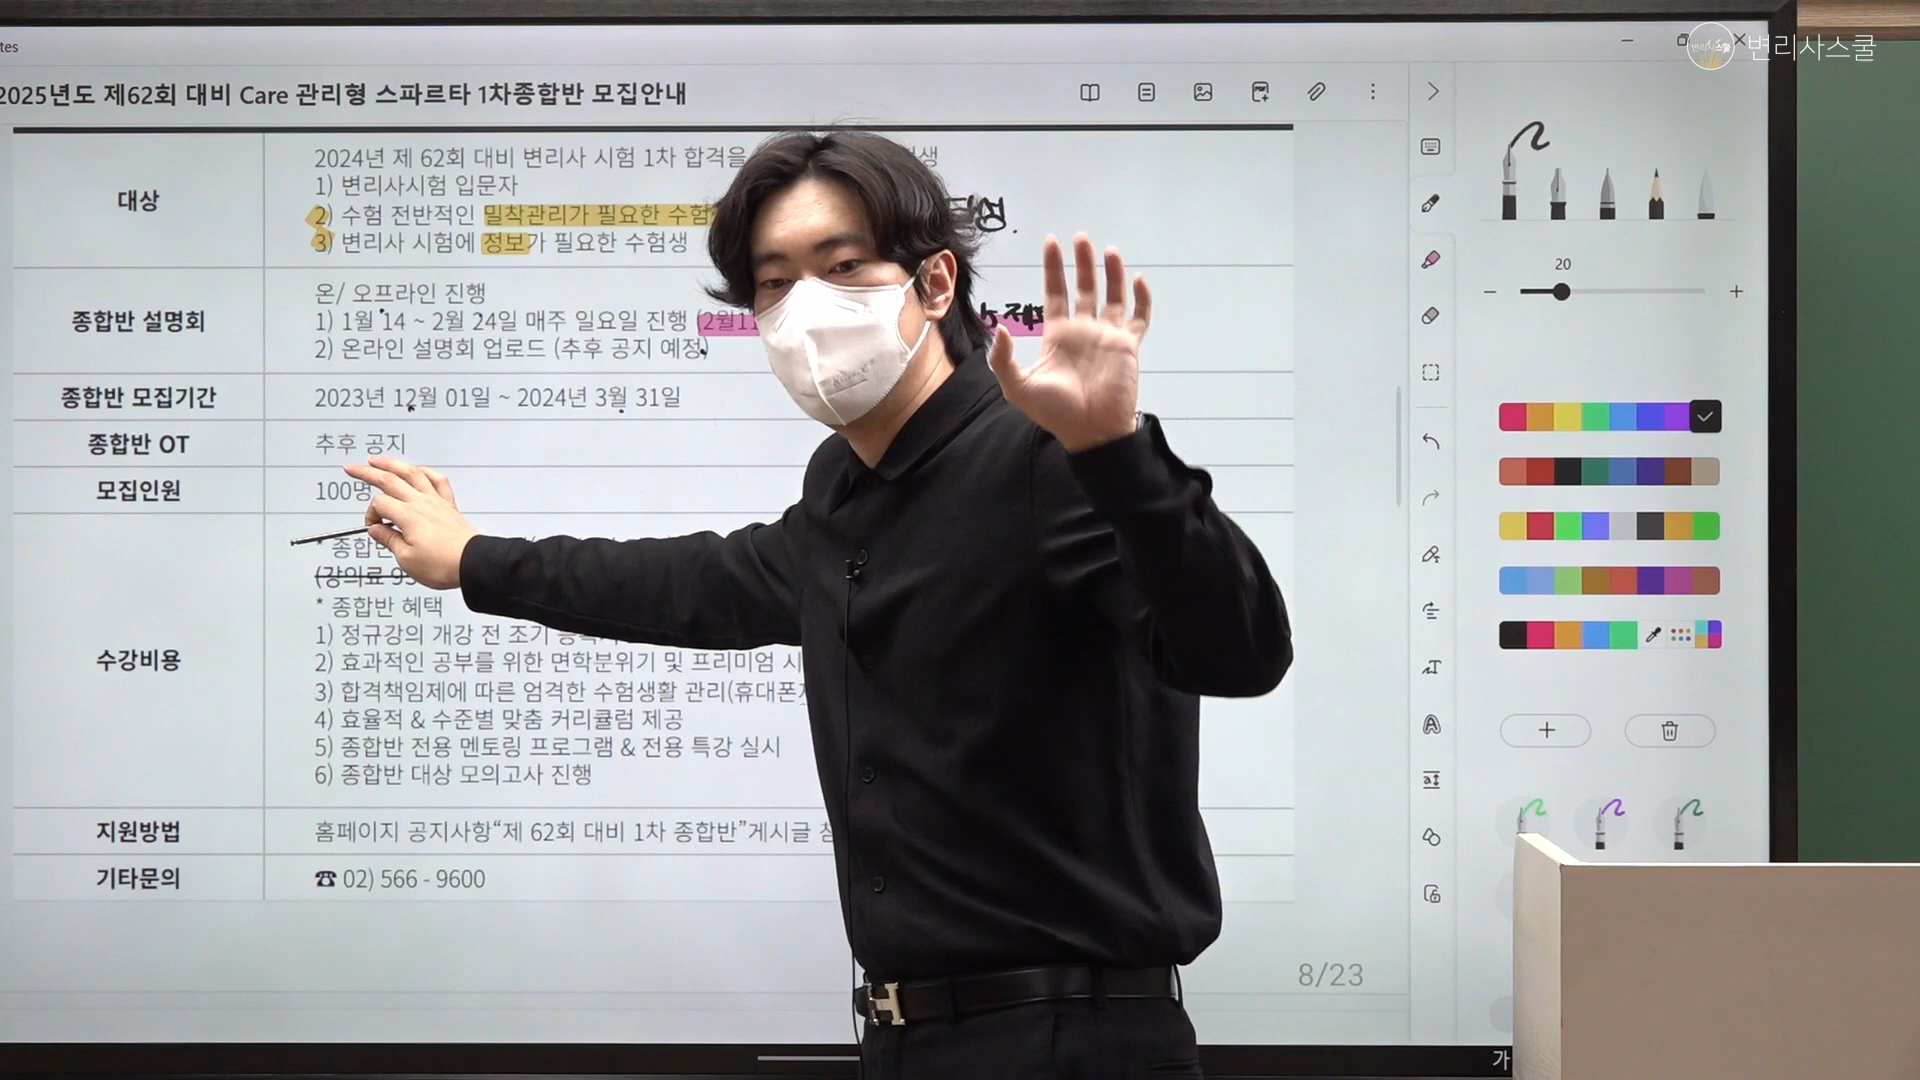 tes
변리사스쿨
2025년도 제62회 대비 Care 관리형 스파르타 1차종합반 모집안내
대상
2024년 제 62회 대비 변리사 시험 1차 합격을
1) 변리사시험 입문자
2) 수험 전반적인 밀착관리가 필요한 수험
3) 변리사 시험에 정보가 필요한 수험생
종합반 설명회
온/ 오프라인 진행
1) 1월 14 ~ 2월 24일 매주 일요일 진행 (2월11
2) 온라인 설명회 업로드 (추후 공지 예정)
종합반 모집기간
2023년 12월 01일 ~ 2024년 3월 31일
종합반 OT
추후 공지
모집인원
100명
수강비용
* 종합반
(강의료
* 종합반 혜택
1) 정규강의 개강 전 조기
2) 효과적인 공부를 위한 면학분위기 및 프리미엄 시
3) 합격책임제에 따른 엄격한 수험생활 관리(휴대폰
4) 효율적 & 수준별 맞춤 커리큘럼 제공
5) 종합반 전용 멘토링 프로그램 & 전용 특강 실시
6) 종합반 대상 모의고사 진행
지원방법
홈페이지 공지사항“제 62회 대비 1차 종합반”게시글
기타문의
☎ 02) 566 - 9600
8/23
20
가